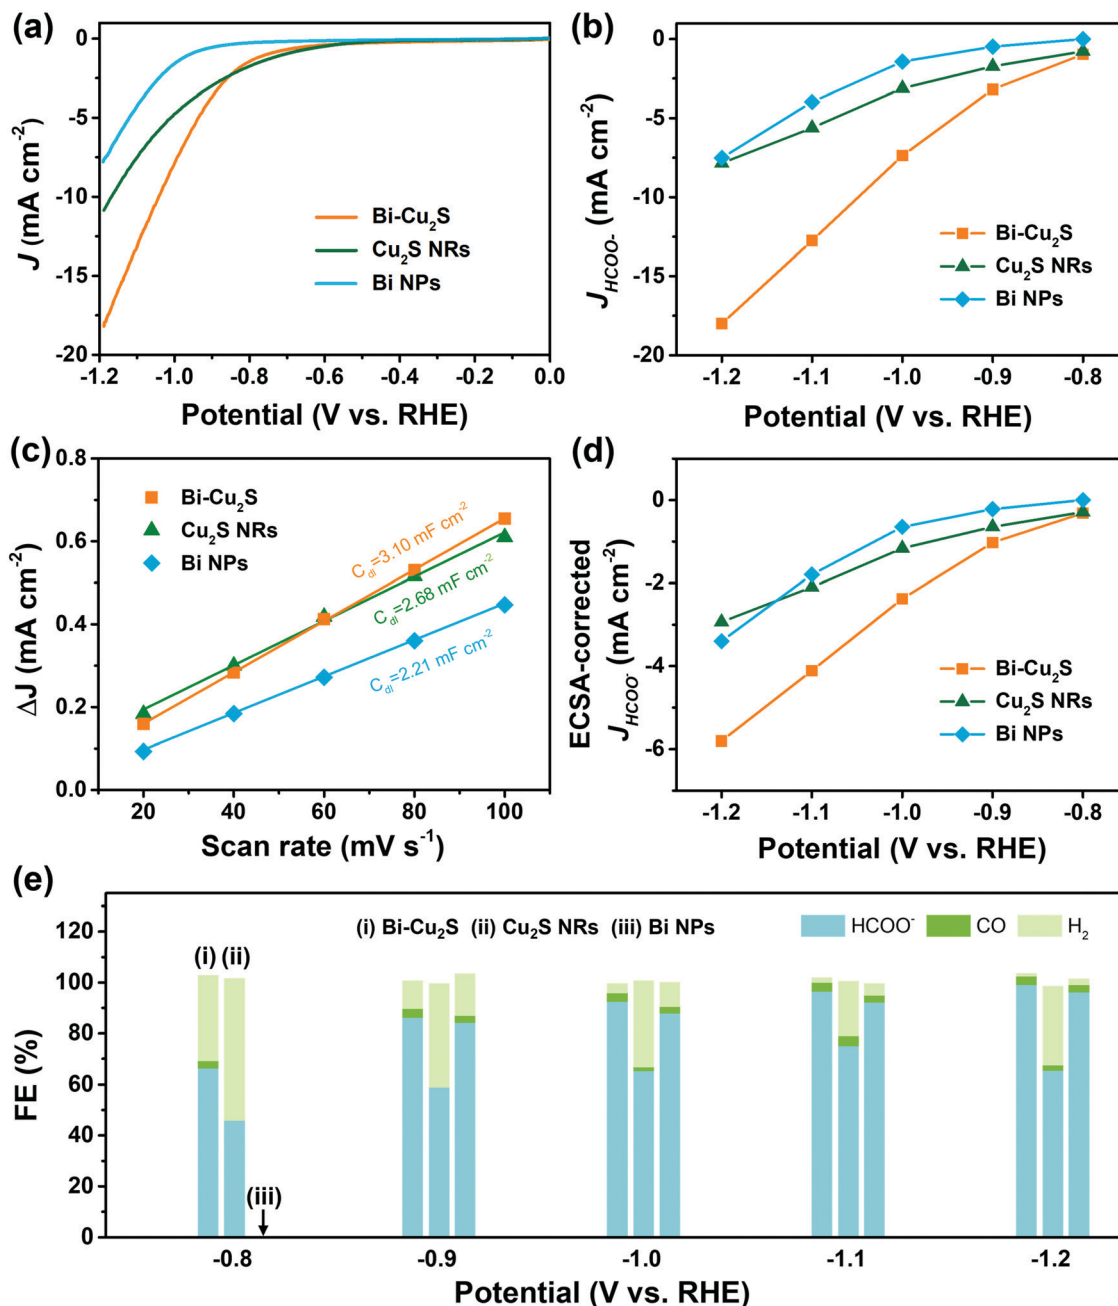 (a)
0
-5
-10
-15
-20
J (mA cm⁻²)
Bi-Cu₂S
Cu₂S NRs
Bi NPs
-1.2 -1.0 -0.8 -0.6 -0.4 -0.2 0.0
Potential (V vs. RHE)
(b)
0
-5
-10
-15
-20
J_HCOO- (mA cm⁻²)
Bi-Cu₂S
Cu₂S NRs
Bi NPs
-1.2 -1.1 -1.0 -0.9 -0.8
Potential (V vs. RHE)
(c)
0.8
0.6
0.4
0.2
0.0
ΔJ (mA cm⁻²)
Bi-Cu₂S
Cu₂S NRs
Bi NPs
C_dl=3.10 mF cm⁻²
C_dl=2.68 mF cm⁻²
C_dl=2.21 mF cm⁻²
20 40 60 80 100
Scan rate (mV s⁻¹)
(d)
0
-2
-4
-6
ECSA-corrected
J_HCOO⁻ (mA cm⁻²)
Bi-Cu₂S
Cu₂S NRs
Bi NPs
-1.2 -1.1 -1.0 -0.9 -0.8
Potential (V vs. RHE)
(e)
120
100
80
60
40
20
0
FE (%)
(i) Bi-Cu₂S (ii) Cu₂S NRs (iii) Bi NPs
HCOO⁻ CO H₂
(i) (ii)
(iii)
-0.8 -0.9 -1.0 -1.1 -1.2
Potential (V vs. RHE)